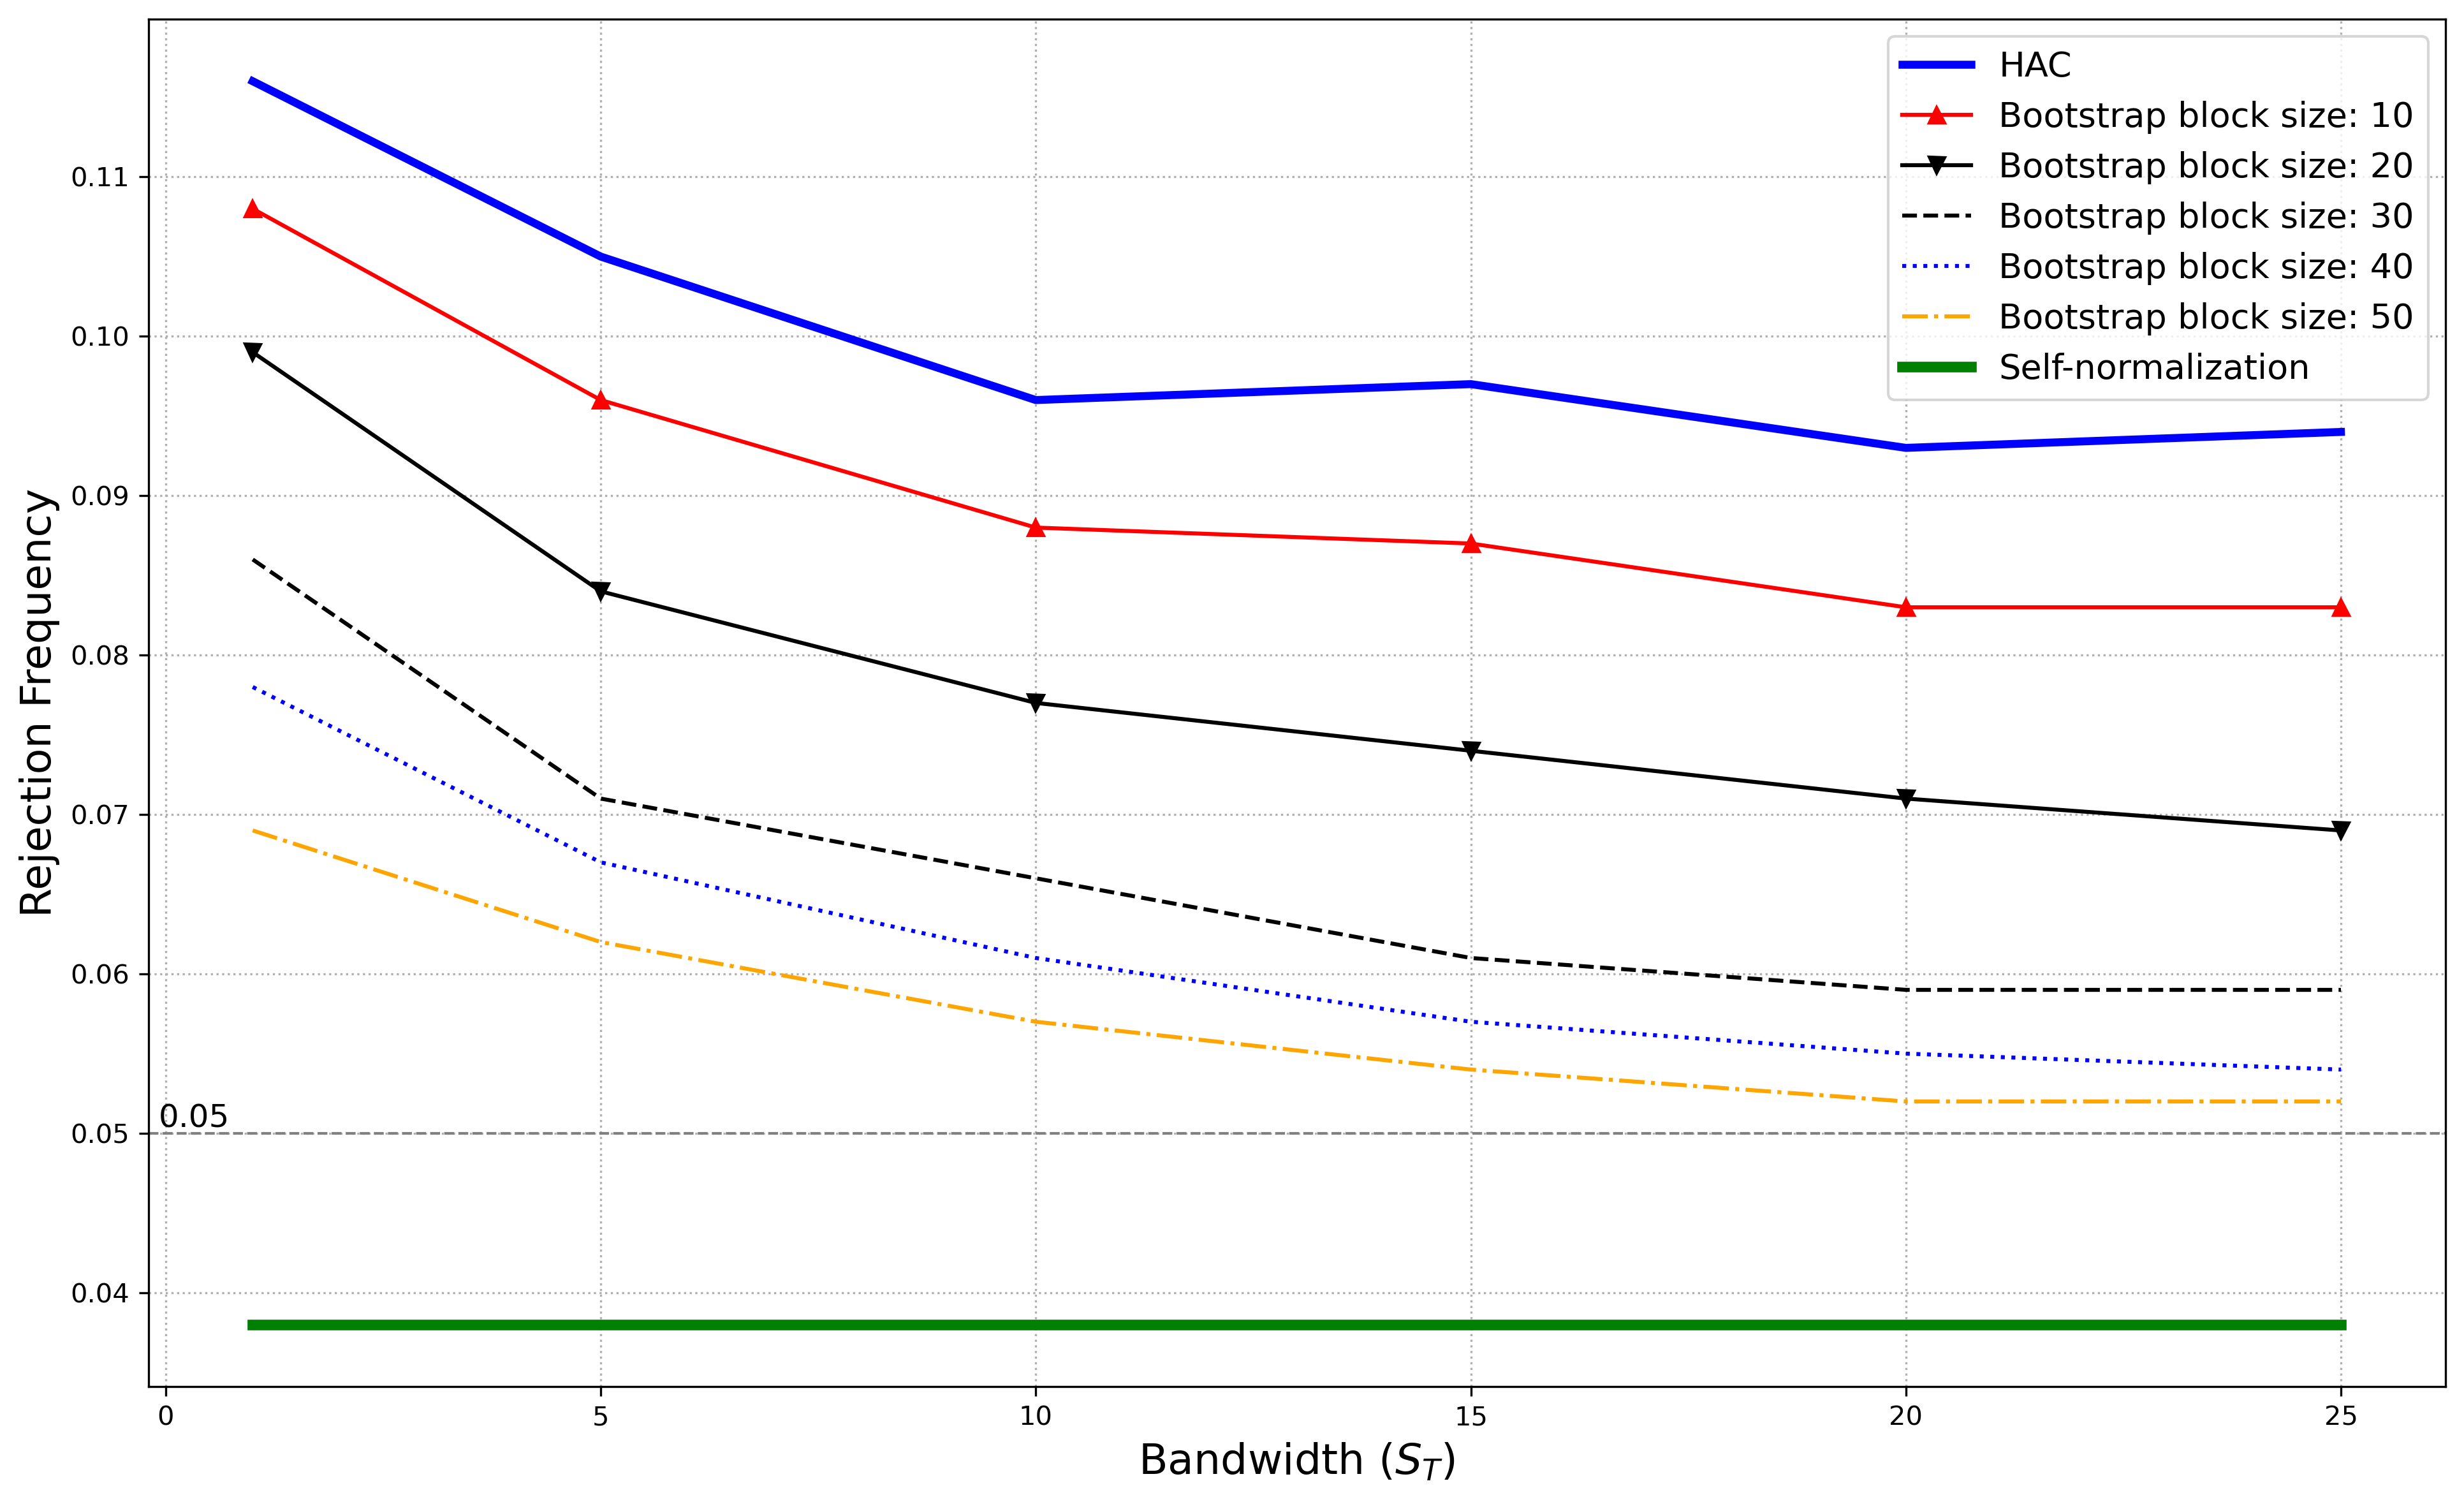 HAC
Bootstrap block size: 10
Bootstrap block size: 20
Bootstrap block size: 30
Bootstrap block size: 40
Bootstrap block size: 50
Self-normalization
0.11
0.10
0.09
0.08
0.07
0.06
0.05
0.04
0.05
Rejection Frequency
0 5 10 15 20 25
Bandwidth (S_T)